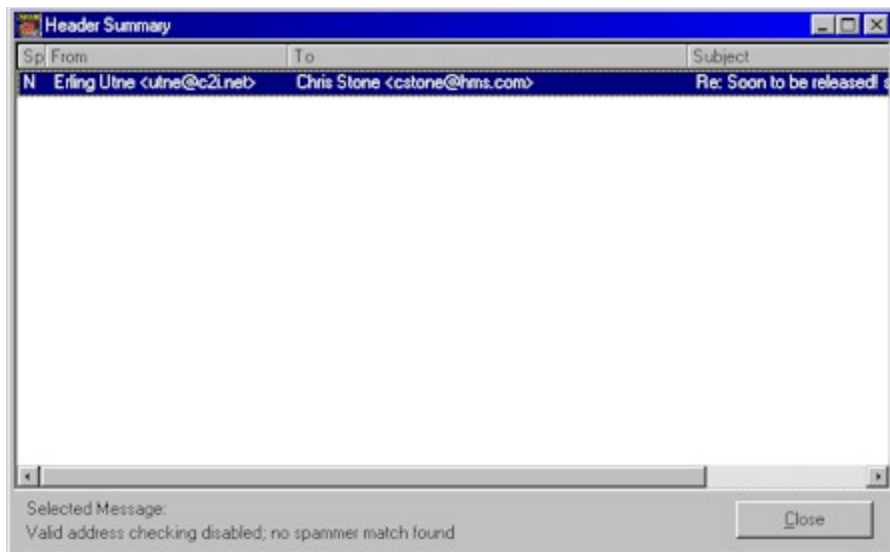 Header Summary
Sp From To Subject
N Erling Utne <utne@c2i.net> Chris Stone <cstone@hms.com> Re: Soon to be released! s
Selected Message:
Valid address checking disabled; no spammer match found
Close